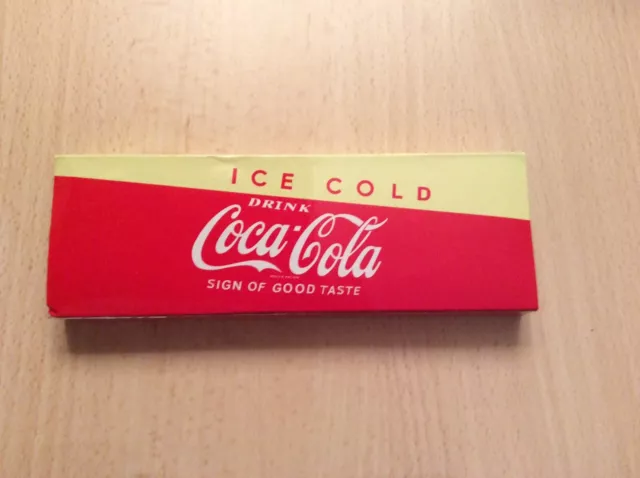 ICE COLD
DRINK
Coca-Cola
SIGN OF GOOD TASTE